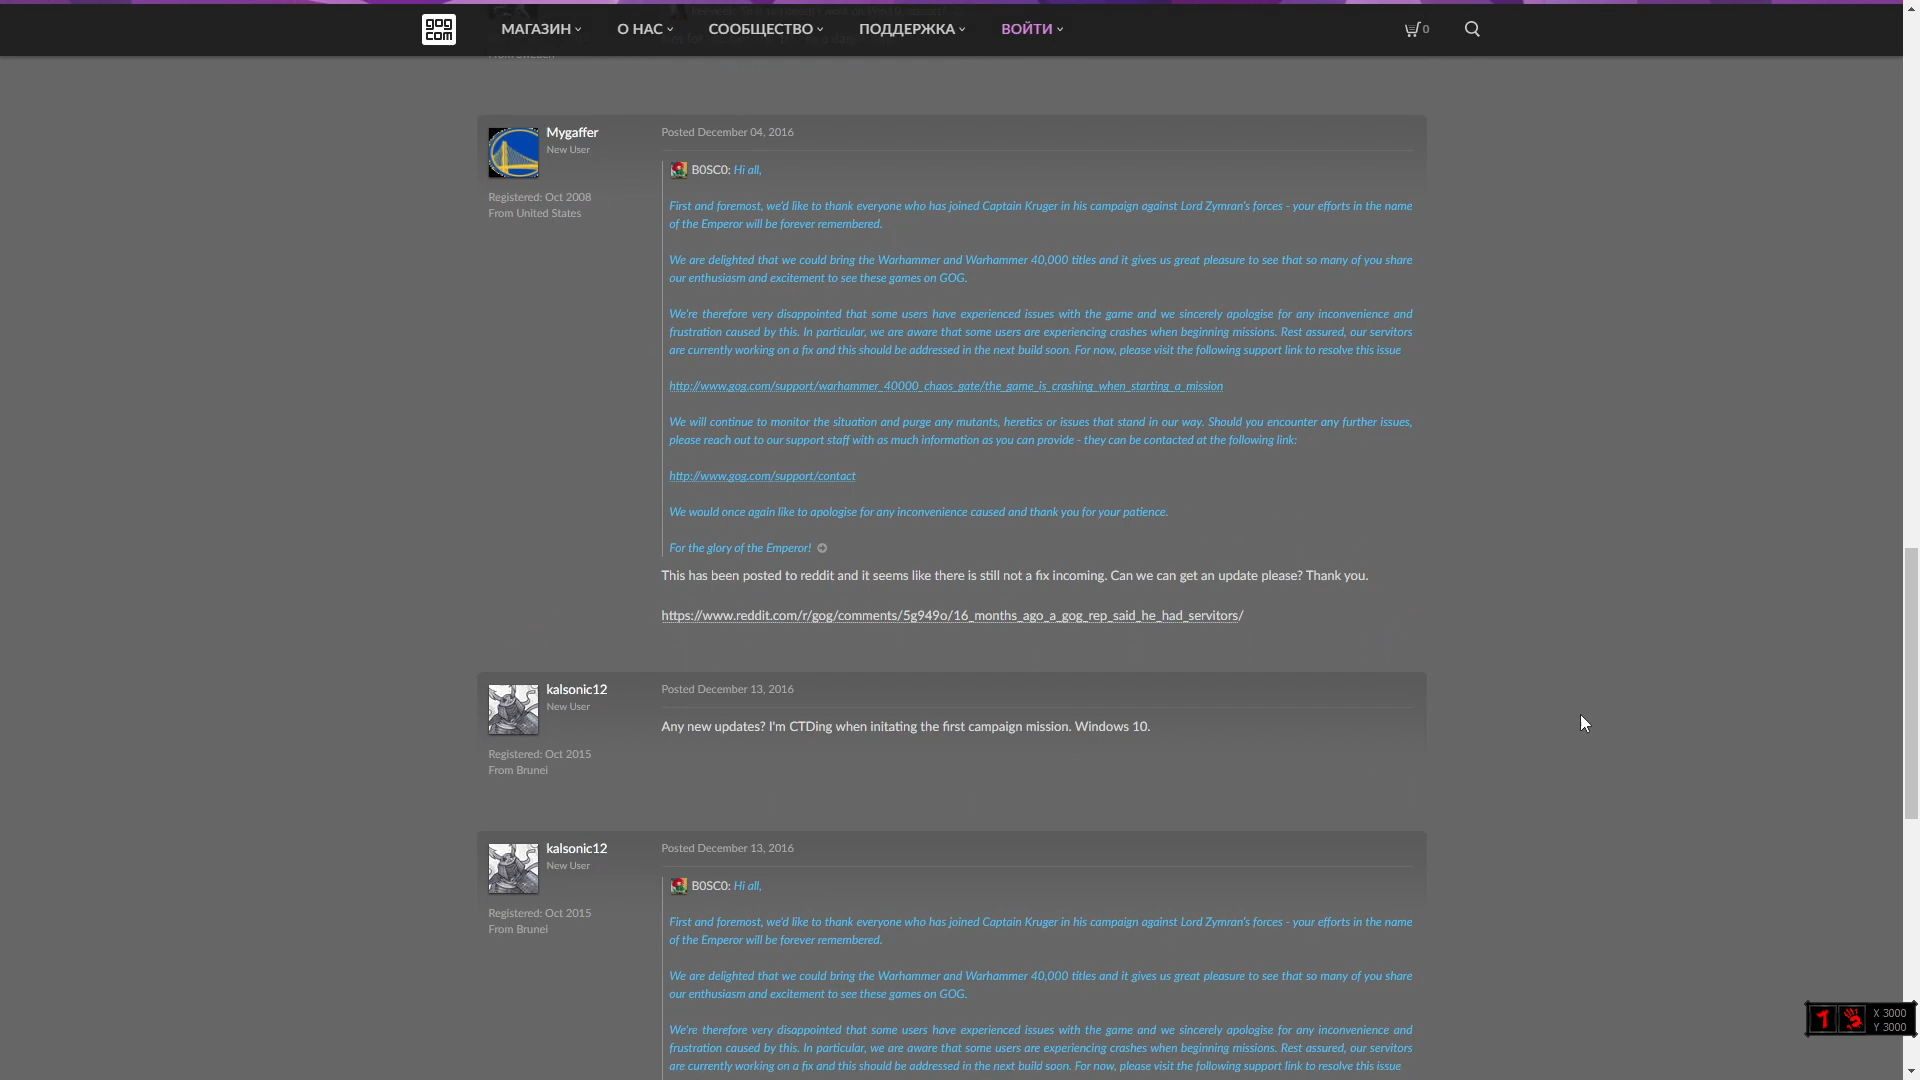 gog
com
МАГАЗИН
О НАС
СООБЩЕСТВО
ПОДДЕРЖКА
ВОЙТИ
0
Mygaffer
New User
Registered: Oct 2008
From United States
Posted December 04, 2016
B0SC0: Hi all,
First and foremost, we'd like to thank everyone who has joined Captain Kruger in his campaign against Lord Zymran's forces - your efforts in the name
of the Emperor will be forever remembered.
We are delighted that we could bring the Warhammer and Warhammer 40,000 titles and it gives us great pleasure to see that so many of you share
our enthusiasm and excitement to see these games on GOG.
We're therefore very disappointed that some users have experienced issues with the game and we sincerely apologise for any inconvenience and
frustration caused by this. In particular, we are aware that some users are experiencing crashes when beginning missions. Rest assured, our servitors
are currently working on a fix and this should be addressed in the next build soon. For now, please visit the following support link to resolve this issue
http://www.gog.com/support/warhammer_40000_chaos_gate/the_game_is_crashing_when_starting_a_mission
We will continue to monitor the situation and purge any mutants, heretics or issues that stand in our way. Should you encounter any further issues,
please reach out to our support staff with as much information as you can provide - they can be contacted at the following link:
http://www.gog.com/support/contact
We would once again like to apologise for any inconvenience caused and thank you for your patience.
For the glory of the Emperor!
This has been posted to reddit and it seems like there is still not a fix incoming. Can we can get an update please? Thank you.
https://www.reddit.com/r/gog/comments/5g949o/16_months_ago_a_gog_rep_said_he_had_servitors/
kalsonic12
New User
Registered: Oct 2015
From Brunei
Posted December 13, 2016
Any new updates? I'm CTDing when initating the first campaign mission. Windows 10.
kalsonic12
New User
Registered: Oct 2015
From Brunei
Posted December 13, 2016
B0SC0: Hi all,
First and foremost, we'd like to thank everyone who has joined Captain Kruger in his campaign against Lord Zymran's forces - your efforts in the name
of the Emperor will be forever remembered.
We are delighted that we could bring the Warhammer and Warhammer 40,000 titles and it gives us great pleasure to see that so many of you share
our enthusiasm and excitement to see these games on GOG.
We're therefore very disappointed that some users have experienced issues with the game and we sincerely apologise for any inconvenience and
frustration caused by this. In particular, we are aware that some users are experiencing crashes when beginning missions. Rest assured, our servitors
are currently working on a fix and this should be addressed in the next build soon. For now, please visit the following support link to resolve this issue
X 3000
Y 3000